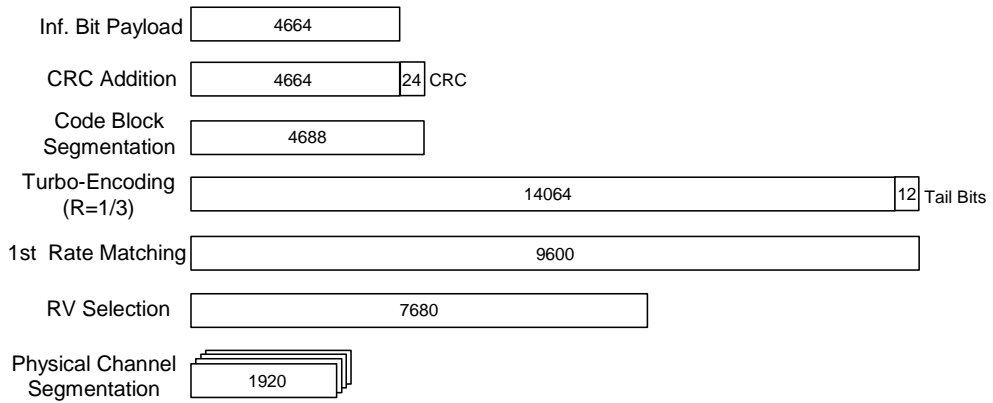 Inf. Bit Payload 4664
CRC Addition 4664 24 CRC
Code Block
Segmentation 4688
Turbo-Encoding
(R=1/3) 14064 12 Tail Bits
1st Rate Matching 9600
RV Selection 7680
Physical Channel
Segmentation 1920